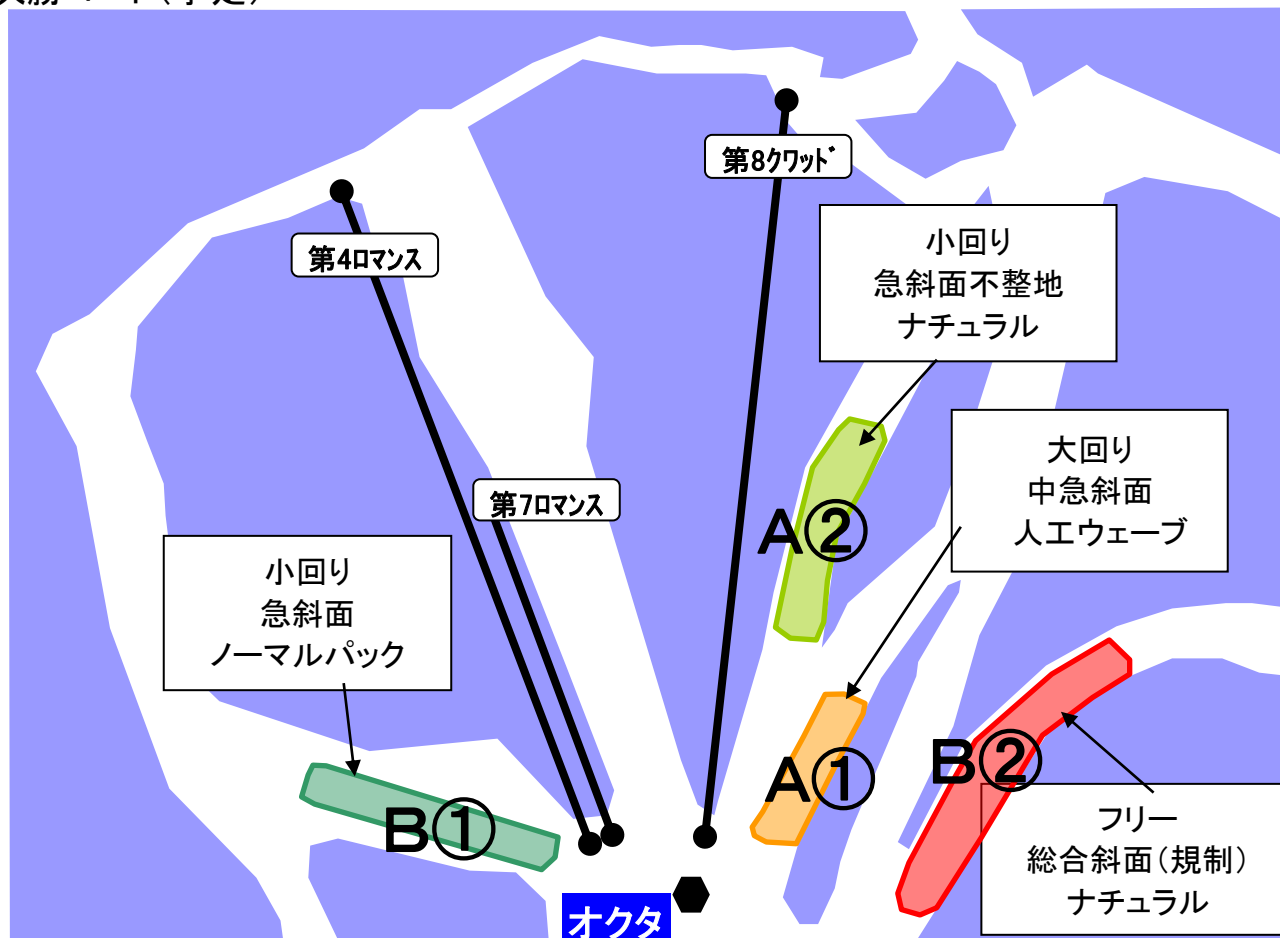 第8クワッド
小回り
急斜面不整地
ナチュラル
第4ロマンス
大回り
中急斜面
人工ウェーブ
第7ロマンス
A②
小回り
急斜面
ノーマルパック
A①
B②
B①
フリー
総合斜面(規制)
ナチュラル
オクタ